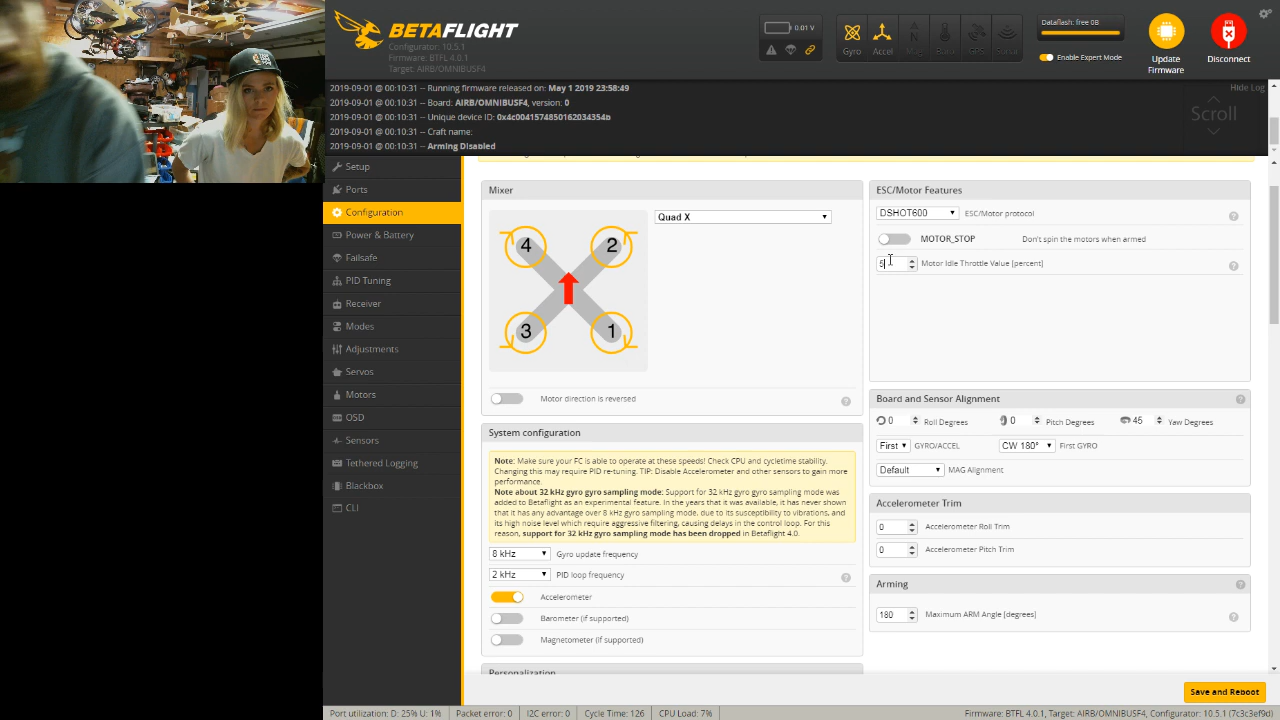 BETAFLIGHT
Configurator: 10.5.1
Firmware: BTFL 4.0.1
Target: AIRB/OMNIBUSF4
0.01 V
Gyro
Accel
Mag
Baro
GPS
Sonar
Dataflash: free 0B
Enable Expert Mode
Update
Firmware
Disconnect
Hide Log
Scroll
2019-09-01 @ 00:10:31 -- Running firmware released on: May 1 2019 23:58:49
2019-09-01 @ 00:10:31 -- Board: AIRB/OMNIBUSF4, version: 0
2019-09-01 @ 00:10:31 -- Unique device ID: 0x4c0041574850162034354b
2019-09-01 @ 00:10:31 -- Craft name:
2019-09-01 @ 00:10:31 -- Arming Disabled
Setup
Ports
Configuration
Power & Battery
Failsafe
PID Tuning
Receiver
Modes
Adjustments
Servos
Motors
OSD
Sensors
Tethered Logging
Blackbox
CLI
Mixer
Quad X
4
2
3
1
Motor direction is reversed
System configuration
Note: Make sure your FC is able to operate at these speeds! Check CPU and cycletime stability.
Changing this may require PID re-tuning. TIP: Disable Accelerometer and other sensors to gain more
performance.
Note about 32 kHz gyro gyro sampling mode: Support for 32 kHz gyro gyro sampling mode was
added to Betaflight as an experimental feature. In the years that it was available, it has never shown
that it has any advantage over 8 kHz gyro sampling mode. due to its susceptibility to vibrations, and
its high noise level which require aggressive filtering, causing delays in the control loop. For this
reason, support for 32 kHz gyro sampling mode has been dropped in Betaflight 4.0.
8 kHz
Gyro update frequency
2 kHz
PID loop frequency
Accelerometer
Barometer (if supported)
Magnetometer (if supported)
Personalization
ESC/Motor Features
DSHOT600
ESC/Motor protocol
MOTOR_STOP
Don't spin the motors when armed
5
Motor Idle Throttle Value [percent]
Board and Sensor Alignment
0 Roll Degrees
0 Pitch Degrees
45 Yaw Degrees
First
GYRO/ACCEL
CW 180°
First GYRO
Default
MAG Alignment
Accelerometer Trim
0
Accelerometer Roll Trim
0
Accelerometer Pitch Trim
Arming
180
Maximum ARM Angle [degrees]
Save and Reboot
Port utilization: D: 25% U: 1%
Packet error: 0
I2C error: 0
Cycle Time: 126
CPU Load: 7%
Firmware: BTFL 4.0.1, Target: AIRB/OMNIBUSF4, Configurator: 10.5.1 (7c3c3ef9d)